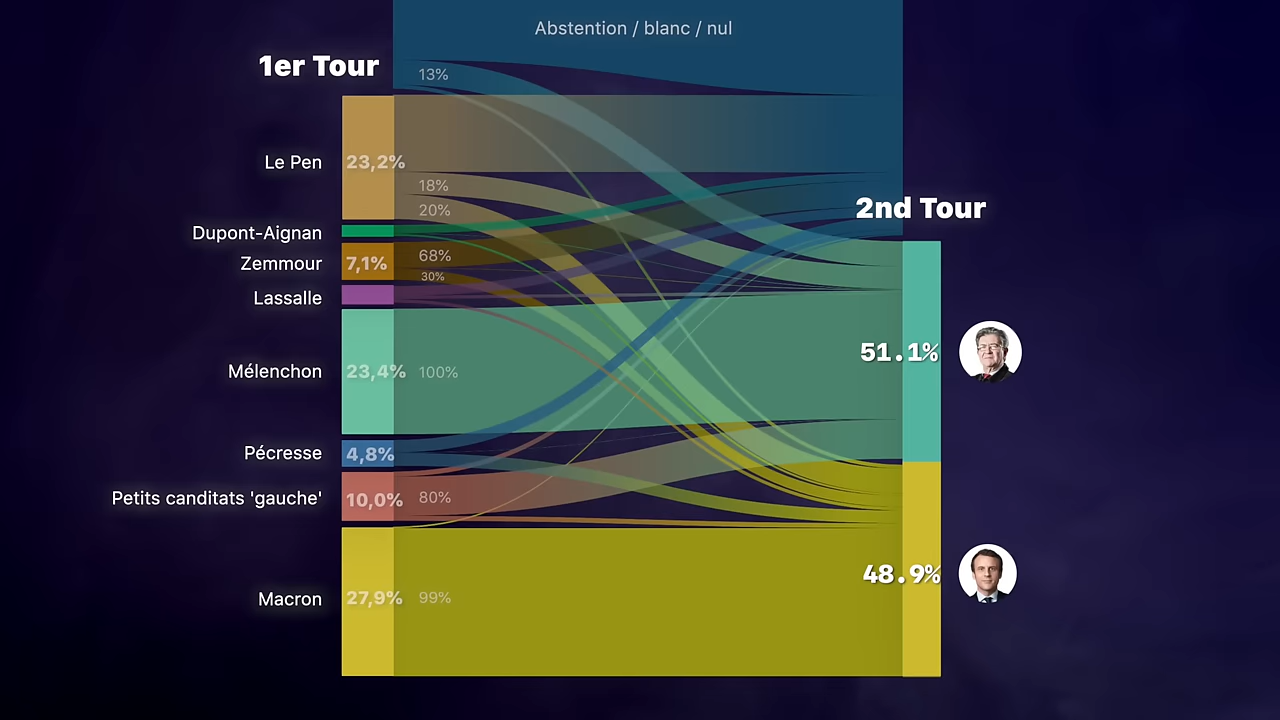 Abstention / blanc / nul
1er Tour
13%
Le Pen
23,2%
18%
20%
2nd Tour
Dupont-Aignan
Zemmour
7,1%
68%
30%
Lassalle
51.1%
Mélenchon
23,4%
100%
Pécresse
4,8%
Petits canditats 'gauche'
10,0%
80%
48.9%
Macron
27,9%
99%